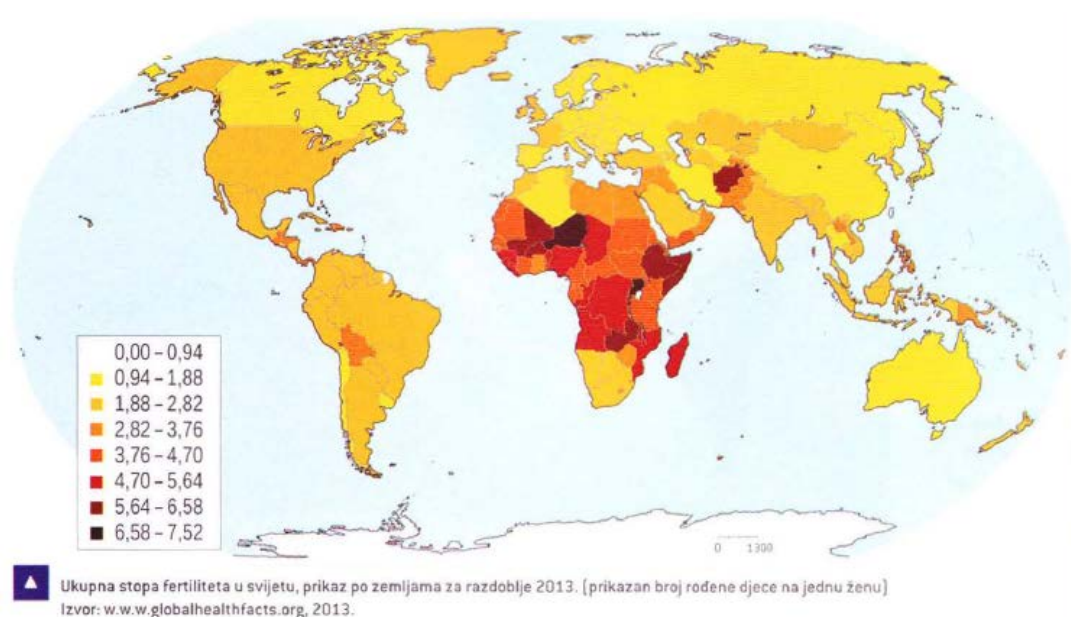 0,00 – 0,94
0,94 – 1,88
1,88 – 2,82
2,82 – 3,76
3,76 – 4,70
4,70 – 5,64
5,64 – 6,58
6,58 – 7,52
0 1300
Ukupna stopa fertiliteta u svijetu, prikaz po zemljama za razdoblje 2013. (prikazan broj rođene djece na jednu ženu)
Izvor: w.w.w.globalhealthfacts.org, 2013.